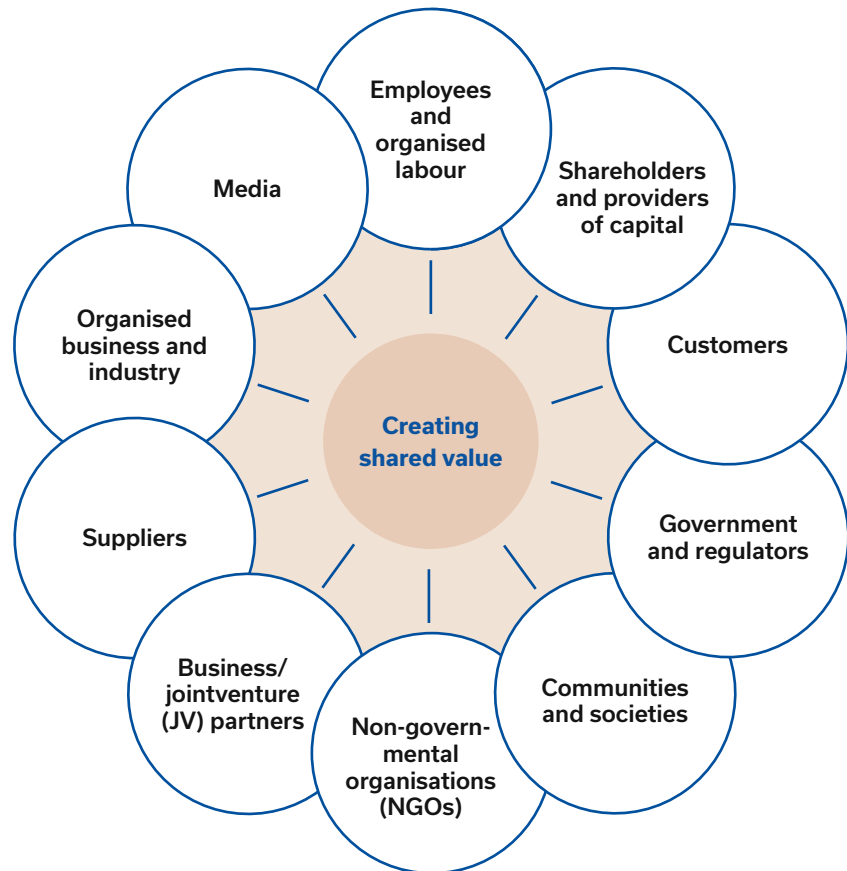 Employees
and
organised
labour
Shareholders
and providers
of capital
Customers
Government
and regulators
Communities
and societies
Non-govern-
mental
organisations
(NGOs)
Business/
jointventure
(JV) partners
Suppliers
Organised
business and
industry
Media
Creating
shared value